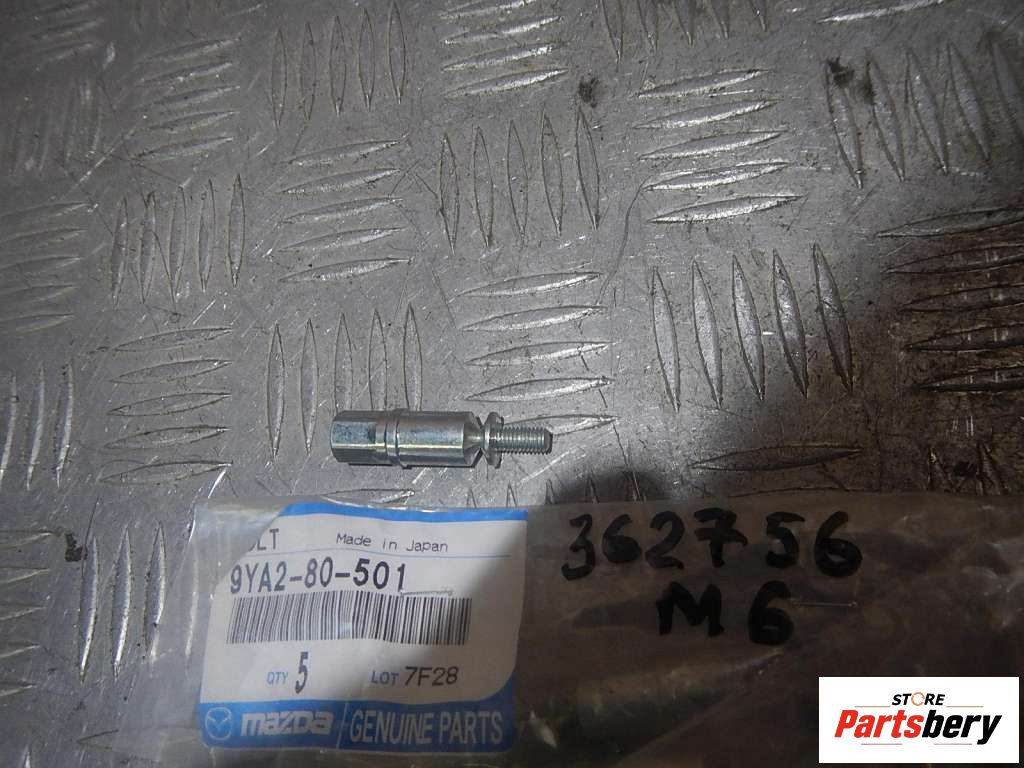 Made in Japan
9YA2-80-501
QTY 5 LOT 7F28
mazda GENUINE PARTS
362756
M6
STORE
Partsbery